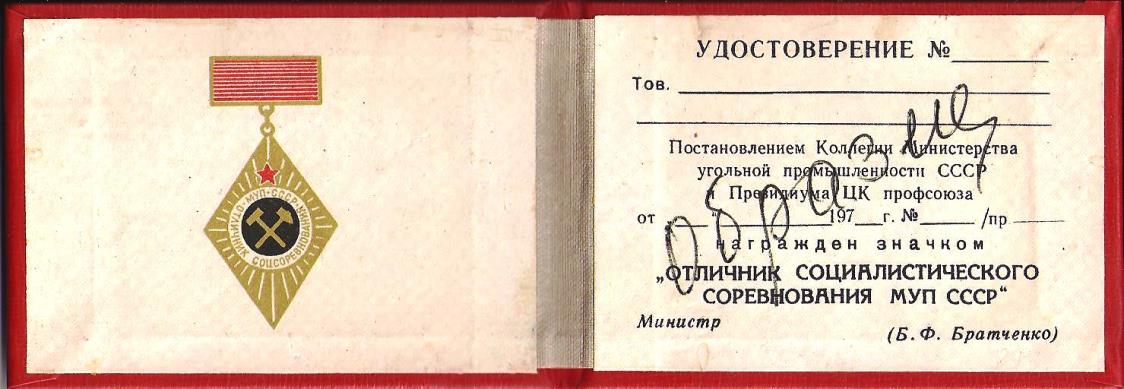 МУП • СССР
ОТЛИЧНИК СОЦСОРЕВНОВАНИЯ
УДОСТОВЕРЕНИЕ №
Тов.
Постановлением Коллегии Министерства
угольной промышленности СССР
и Президиума ЦК профсоюза
от " 197 г. № /пр
награжден значком
„ОТЛИЧНИК СОЦИАЛИСТИЧЕСКОГО
СОРЕВНОВАНИЯ МУП СССР“
Министр
(Б. Ф. Братченко)
образец